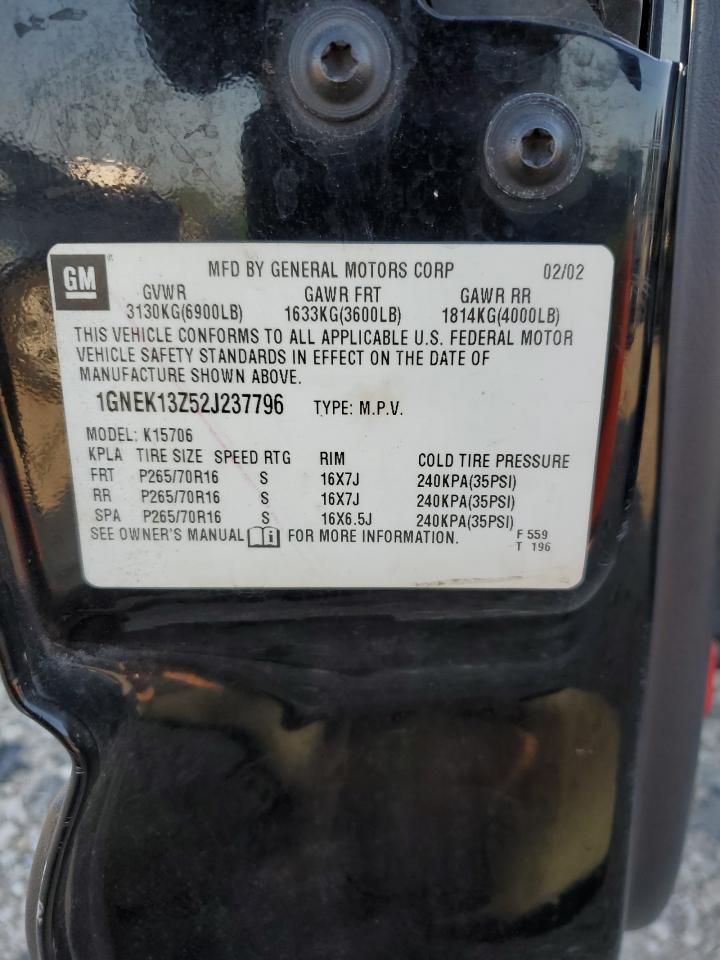 GM ® MFD BY GENERAL MOTORS CORP 02/02
GVWR GAWR FRT GAWR RR
3130KG(6900LB) 1633KG(3600LB) 1814KG(4000LB)
THIS VEHICLE CONFORMS TO ALL APPLICABLE U.S. FEDERAL MOTOR
VEHICLE SAFETY STANDARDS IN EFFECT ON THE DATE OF
MANUFACTURE SHOWN ABOVE.
1GNEK13Z52J237796 TYPE: M.P.V.
MODEL: K15706
KPLA TIRE SIZE SPEED RTG RIM COLD TIRE PRESSURE
FRT P265/70R16 S 16X7J 240KPA(35PSI)
RR P265/70R16 S 16X7J 240KPA(35PSI)
SPA P265/70R16 S 16X6.5J 240KPA(35PSI)
SEE OWNER'S MANUAL FOR MORE INFORMATION. F 559
T 196